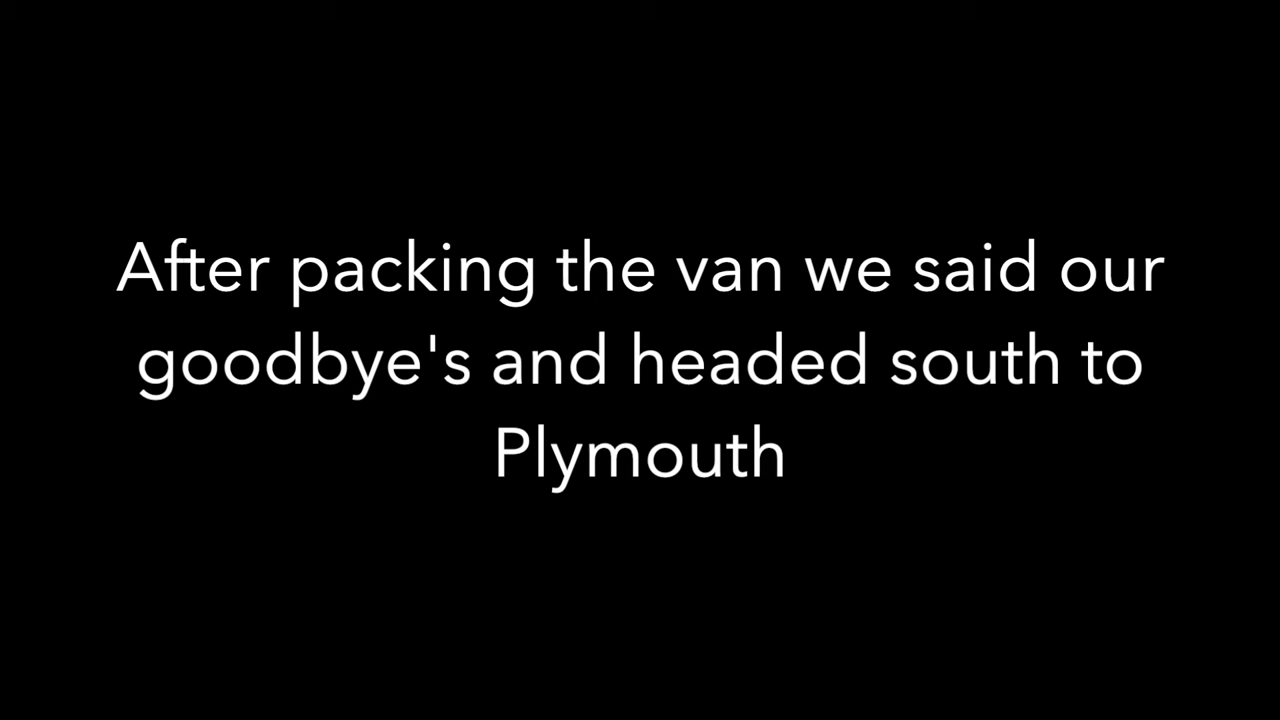 After packing the van we said our
goodbye's and headed south to
Plymouth